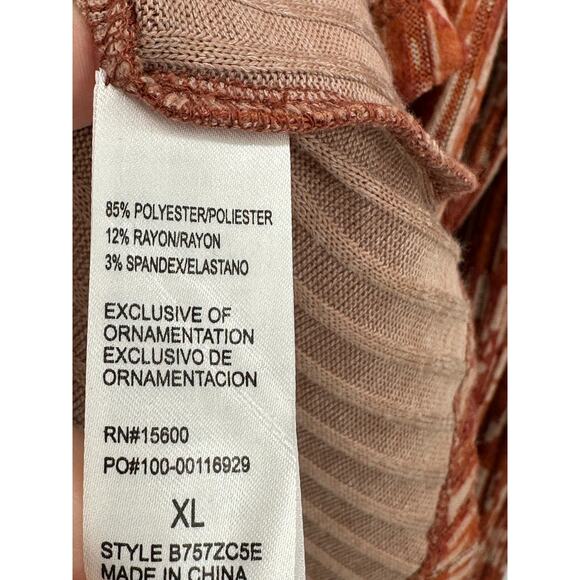 85% POLYESTER/POLIESTER
12% RAYON/RAYON
3% SPANDEX/ELASTANO
EXCLUSIVE OF
ORNAMENTATION
EXCLUSIVO DE
ORNAMENTACION
RN#15600
PO#100-00116929
XL
STYLE B757ZC5E
MADE IN CHINA